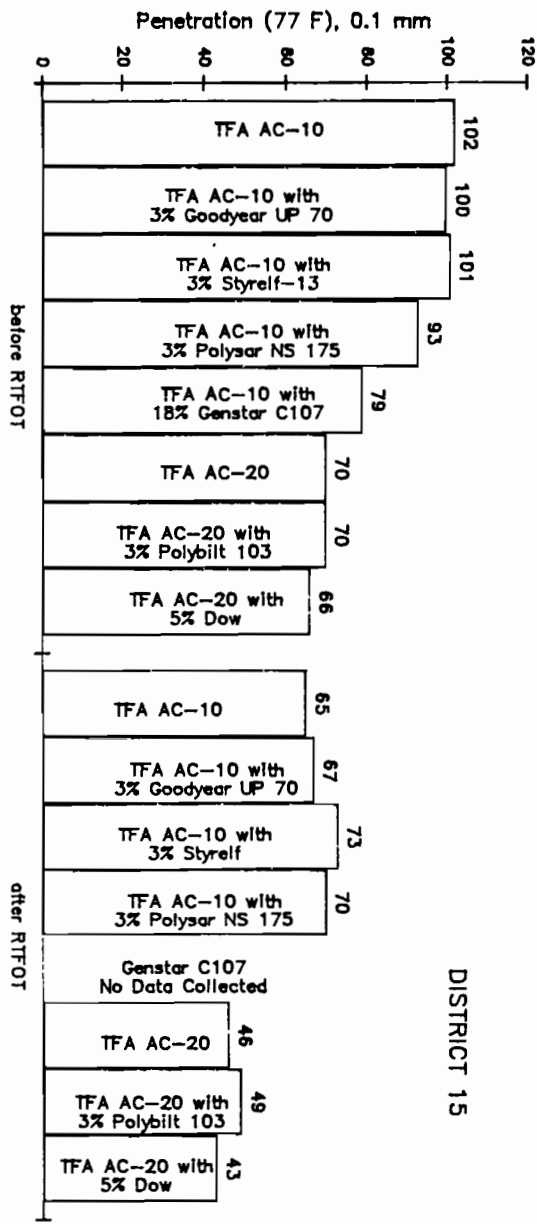 Penetration (77 F), 0.1 mm
0
20
40
60
80
100
120
TFA AC-10
102
TFA AC-10 with
3% Goodyear UP 70
100
TFA AC-10 with
3% Styrelf-13
101
TFA AC-10 with
3% Polysar NS 175
93
TFA AC-10 with
18% Genstar C107
79
TFA AC-20
70
TFA AC-20 with
3% Polybilt 103
70
TFA AC-20 with
5% Dow
66
before RTFOT
TFA AC-10
65
TFA AC-10 with
3% Goodyear UP 70
67
TFA AC-10 with
3% Styrelf
73
TFA AC-10 with
3% Polysar NS 175
70
Genstar C107
No Data Collected
TFA AC-20
46
TFA AC-20 with
3% Polybilt 103
49
TFA AC-20 with
5% Dow
43
after RTFOT
DISTRICT 15